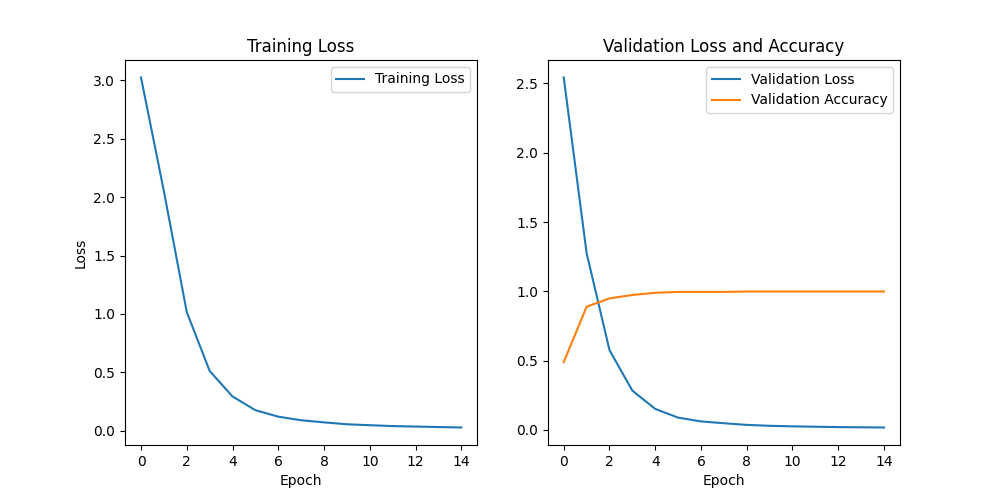 Training Loss
Training Loss
3.0
2.5
2.0
1.5
1.0
0.5
0.0
Loss
0 2 4 6 8 10 12 14
Epoch
Validation Loss and Accuracy
Validation Loss
Validation Accuracy
2.5
2.0
1.5
1.0
0.5
0.0
0 2 4 6 8 10 12 14
Epoch